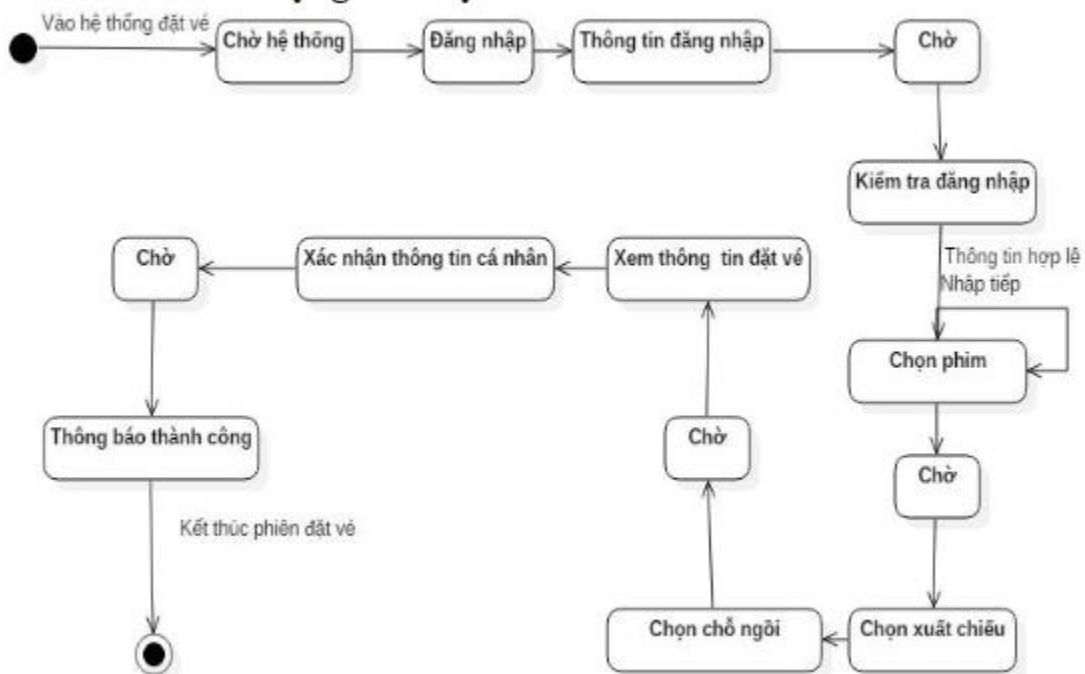 Vào hệ thống đặt vé
Chờ hệ thống
Đăng nhập
Thông tin đăng nhập
Chờ
Kiểm tra đăng nhập
Thông tin hợp lệ
Nhập tiếp
Chọn phim
Chờ
Chọn xuất chiếu
Chọn chỗ ngồi
Chờ
Xem thông tin đặt vé
Xác nhận thông tin cá nhân
Chờ
Thông báo thành công
Kết thúc phiên đặt vé